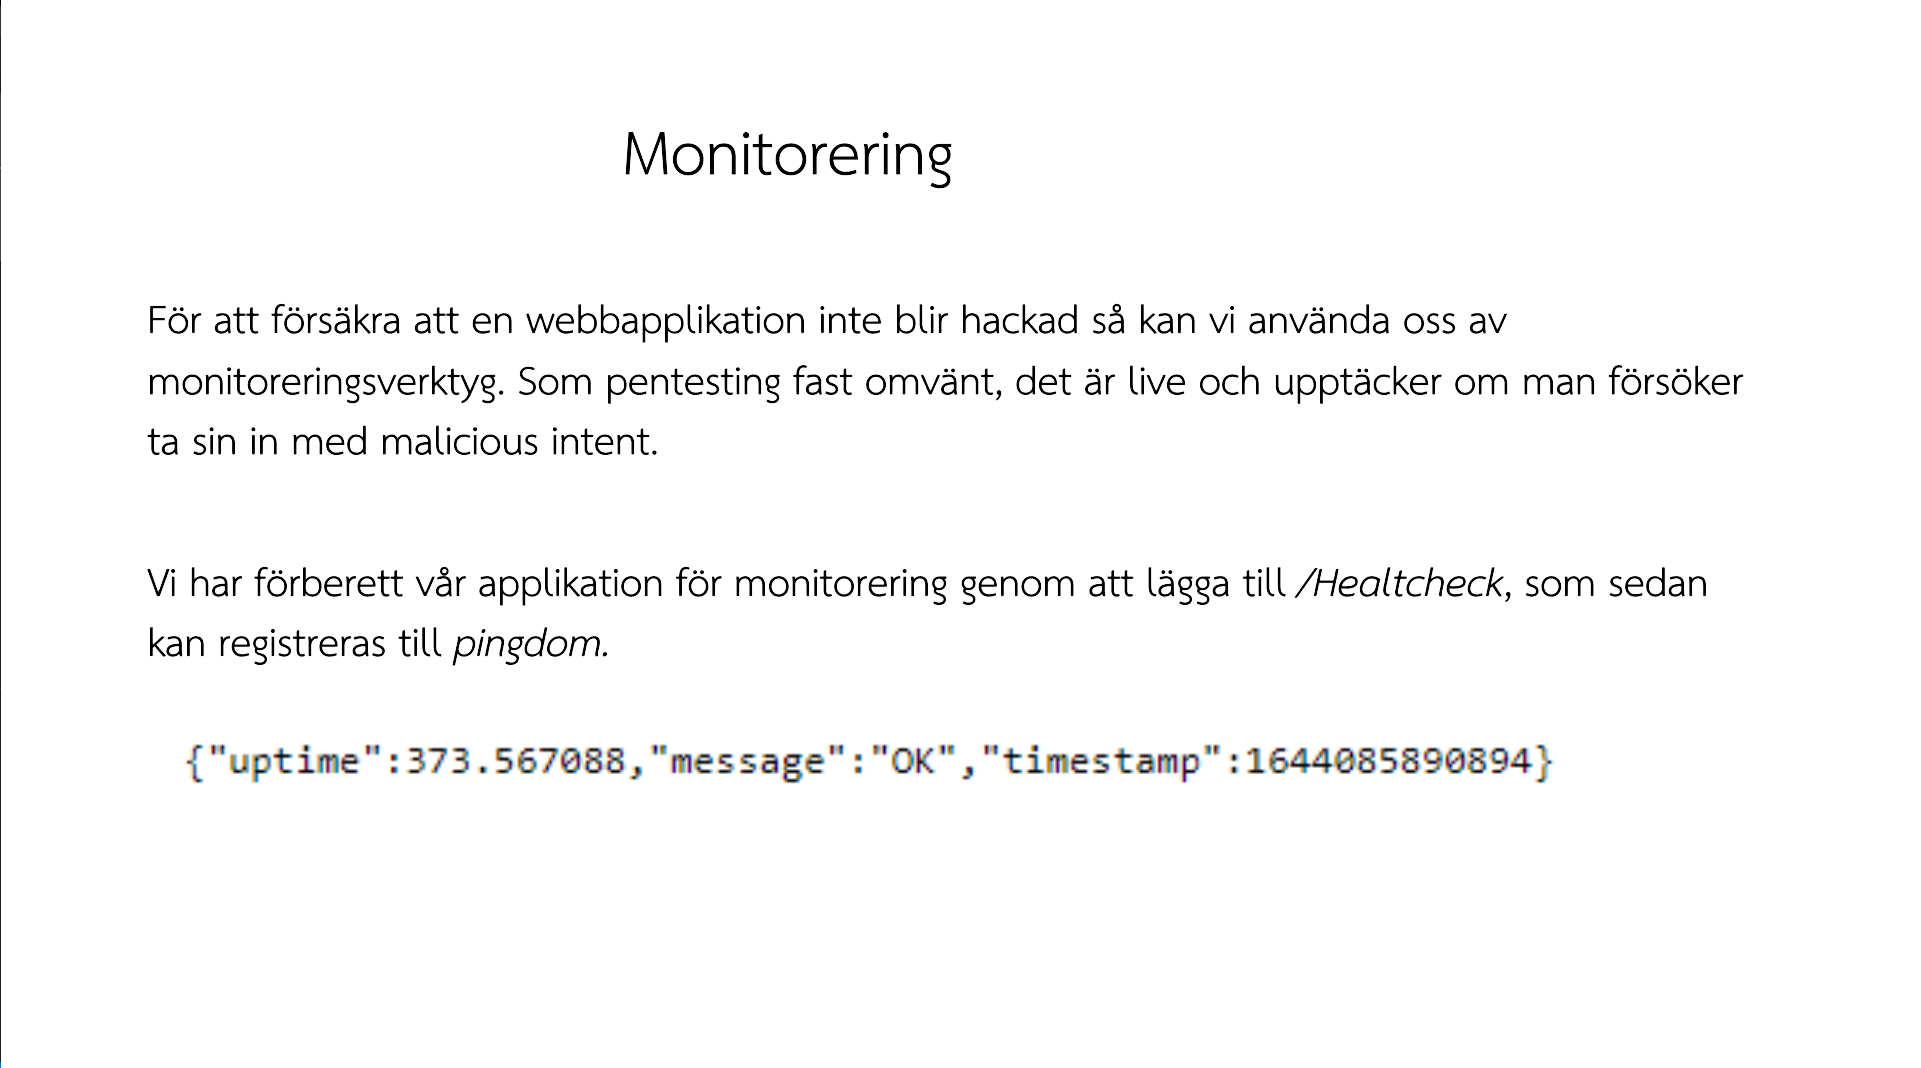 Monitorering
För att försäkra att en webbapplikation inte blir hackad så kan vi använda oss av
monitoreringsverktyg. Som pentesting fast omvänt, det är live och upptäcker om man försöker
ta sin in med malicious intent.
Vi har förberett vår applikation för monitorering genom att lägga till /Healtcheck, som sedan
kan registreras till pingdom.
{"uptime":373.567088,"message":"OK","timestamp":1644085890894}